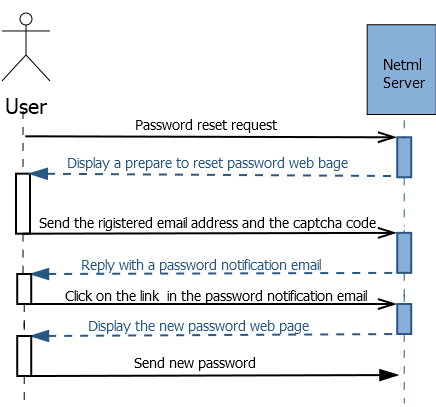 Netml
Server
User
Password reset request
Display a prepare to reset password web bage
Send the rigistered email address and the captcha code
Reply with a password notification email
Click on the link in the password notification email
Display the new password web page
Send new password